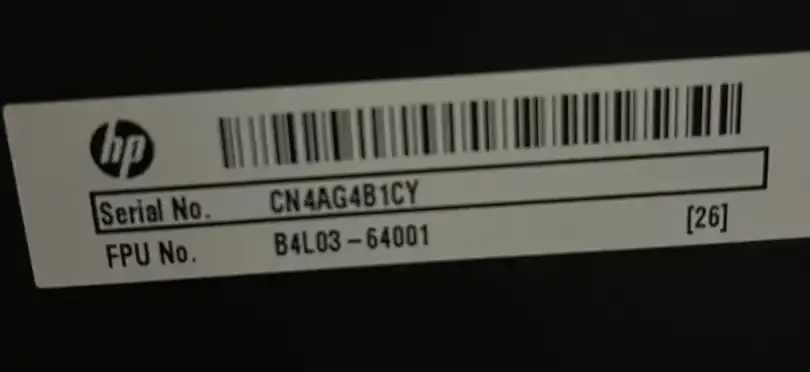 hp
Serial No. CN4AG4B1CY
FPU No. B4L03-64001 [26]